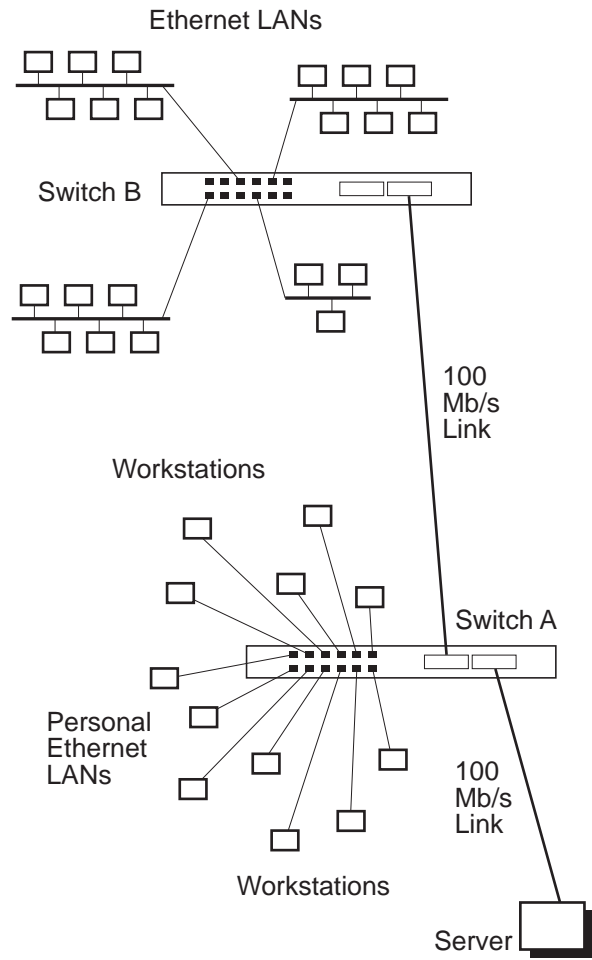 Ethernet LANs
Switch B
100
Mb/s
Link
Workstations
Switch A
Personal
Ethernet
LANs
100
Mb/s
Link
Workstations
Server